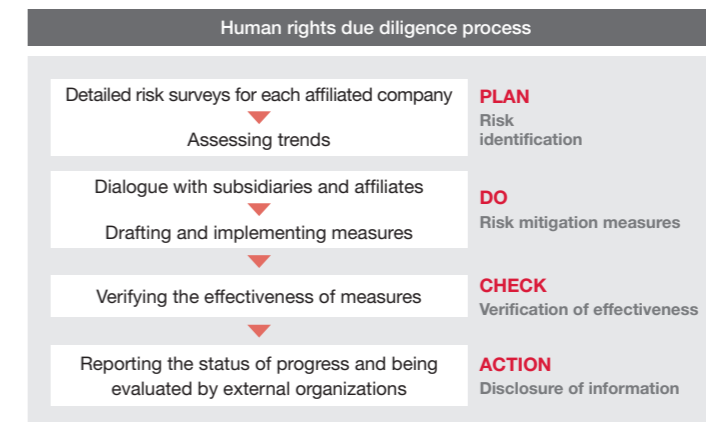 Human rights due diligence process
Detailed risk surveys for each affiliated company
Assessing trends
PLAN
Risk
identification
Dialogue with subsidiaries and affiliates
Drafting and implementing measures
DO
Risk mitigation measures
Verifying the effectiveness of measures
CHECK
Verification of effectiveness
Reporting the status of progress and being
evaluated by external organizations
ACTION
Disclosure of information